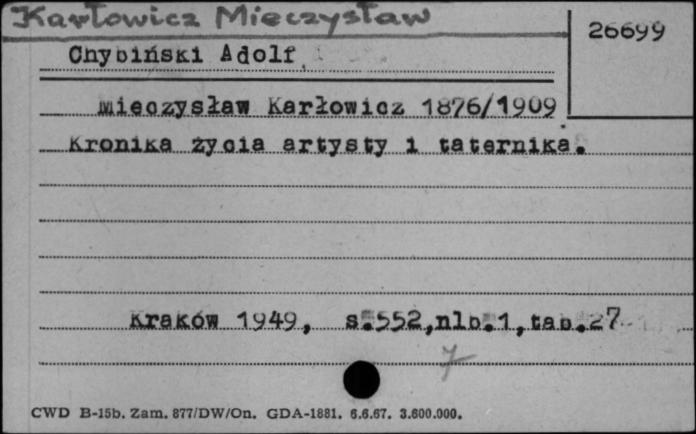 Karłowicz Mieczysław
26699
Chybiński Adolf
Mieczysław Karłowicz 1876/1909
Kronika życia artysty i taternika.
Kraków 1949, s.552,nlb.1,tab.27
7
CWD B-15b. Zam. 877/DW/On. GDA-1881. 6.6.67. 3.600.000.